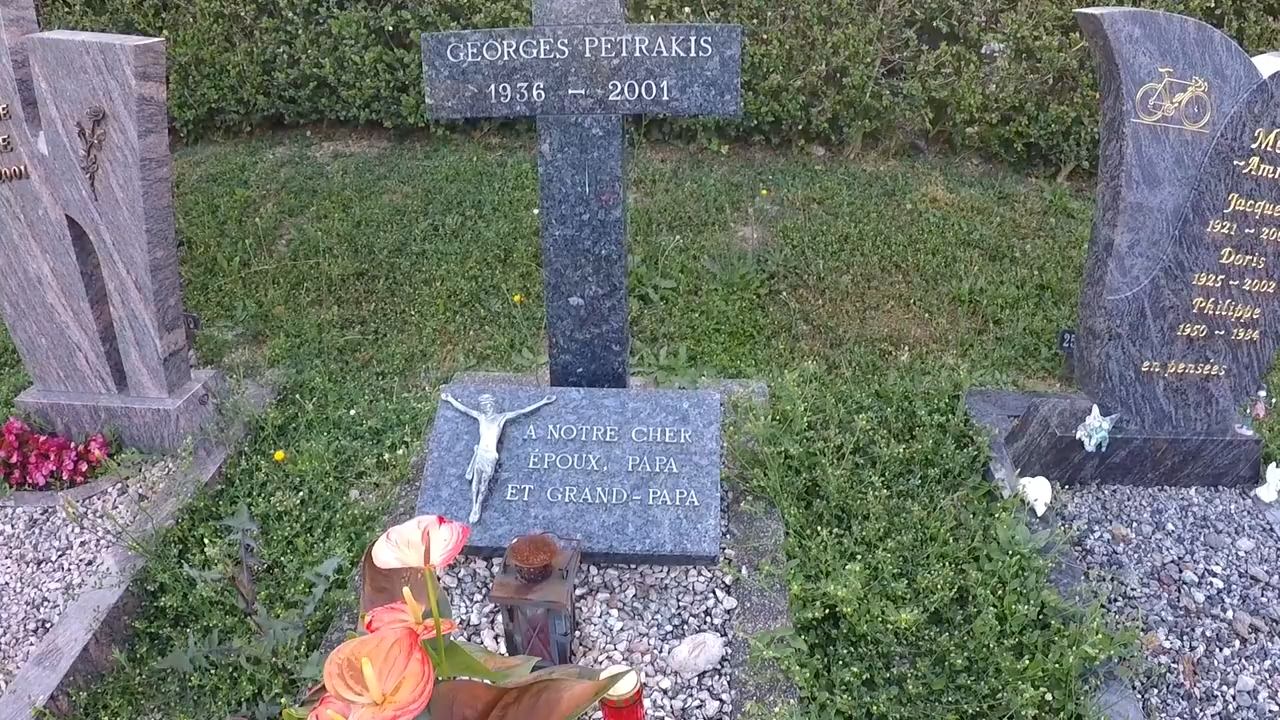 GEORGES PETRAKIS
1936 – 2001
A NOTRE CHER
ÉPOUX, PAPA
ET GRAND-PAPA
Jacque
1921 ~ 20
Doris
1925 ~ 2002
Philippe
1950 ~ 1984
en pensées